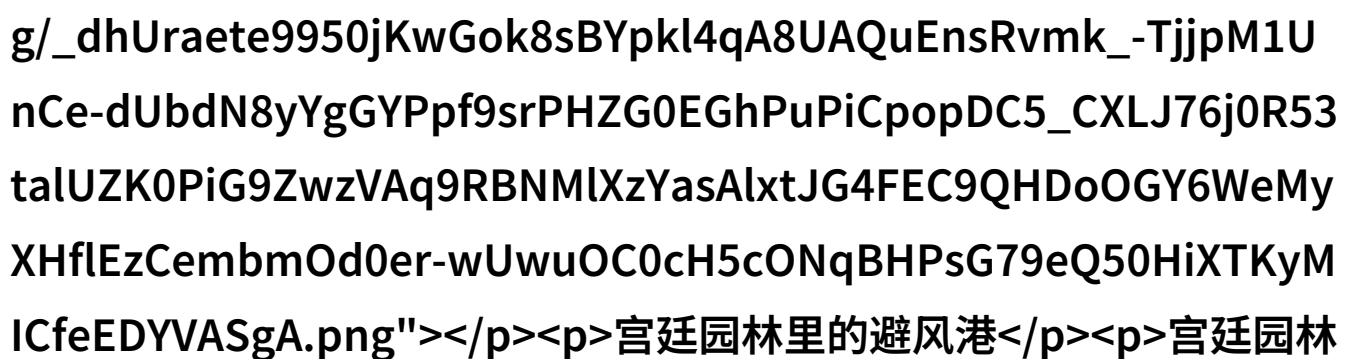 g/_dhUraete9950jKwGok8sBYpkl4qA8UAQuEnsRvmk_-TjjpM1U
nCe-dUbdN8yYgGYPpf9srPHZG0EGhPuPiCpopDC5_CXLJ76j0R53
talUZK0PiG9ZwzVAq9RBNMlXzYasAlxtJG4FEC9QHDoOGY6WeMy
XHflEzCembmOd0er-wUwuOC0cH5cONqBHPsG79eQ50HiXTKyM
ICfeEDYVASgA.png"></p><p>宫廷园林里的避风港</p><p>宫廷园林